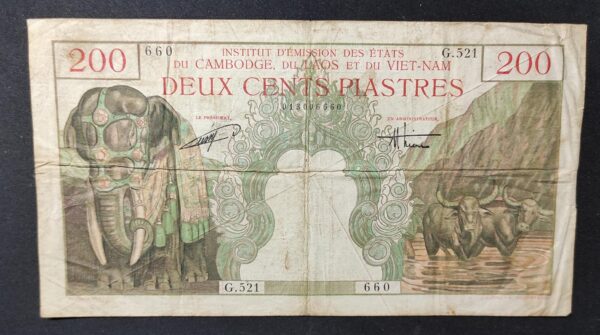 200 660 INSTITUT D'ÉMISSION DES ÉTATS G.521 200
DU CAMBODGE, DU LAOS ET DU VIET-NAM
DEUX CENTS PIASTRES
013006660
LE PRÉSIDENT, UN ADMINISTRATEUR,
G.521 660